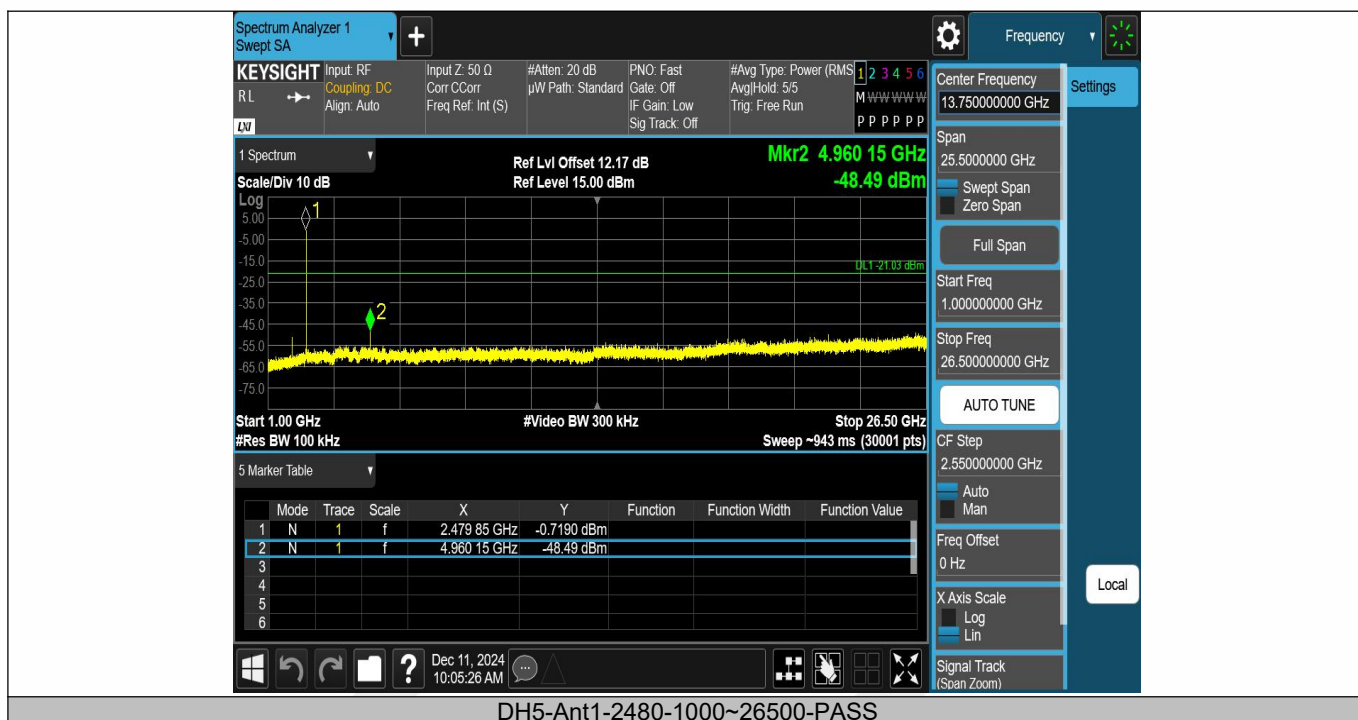 Spectrum Analyzer 1
Swept SA
+
Frequency
KEYSIGHT
RL
LXI
Input: RF
Coupling: DC
Align: Auto
Input Z: 50 Ω
Corr CCorr
Freq Ref: Int (S)
#Atten: 20 dB
µW Path: Standard
PNO: Fast
Gate: Off
IF Gain: Low
Sig Track: Off
#Avg Type: Power (RMS
Avg|Hold: 5/5
Trig: Free Run
1 2 3 4 5 6
M W W W W W
P P P P P P
1 Spectrum
Scale/Div 10 dB
Ref Lvl Offset 12.17 dB
Ref Level 15.00 dBm
Mkr2 4.960 15 GHz
-48.49 dBm
Log
5.00
-5.00
-15.0
-25.0
-35.0
-45.0
-55.0
-65.0
-75.0
1
2
DL1 -21.03 dBm
Start 1.00 GHz
#Video BW 300 kHz
Stop 26.50 GHz
#Res BW 100 kHz
Sweep ~943 ms (30001 pts)
5 Marker Table
Mode Trace Scale X Y Function Function Width Function Value
1 N 1 f 2.479 85 GHz -0.7190 dBm
2 N 1 f 4.960 15 GHz -48.49 dBm
3
4
5
6
?
Dec 11, 2024
10:05:26 AM
Center Frequency
13.750000000 GHz
Settings
Span
25.5000000 GHz
Swept Span
Zero Span
Full Span
Start Freq
1.000000000 GHz
Stop Freq
26.500000000 GHz
AUTO TUNE
CF Step
2.550000000 GHz
Auto
Man
Freq Offset
0 Hz
Local
X Axis Scale
Log
Lin
Signal Track
(Span Zoom)
DH5-Ant1-2480-1000~26500-PASS